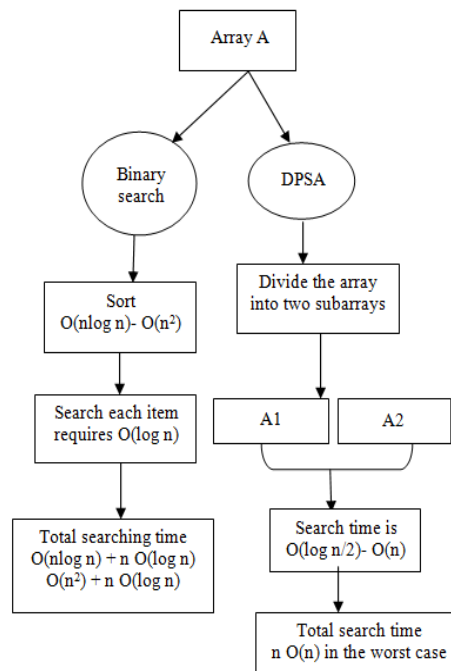 Array A
Binary
search
DPSA
Sort
O(nlog n)- O(n²)
Divide the array
into two subarrays
Search each item
requires O(log n)
A1
A2
Total searching time
O(nlog n) + n O(log n)
O(n²) + n O(log n)
Search time is
O(log n/2)- O(n)
Total search time
n O(n) in the worst case